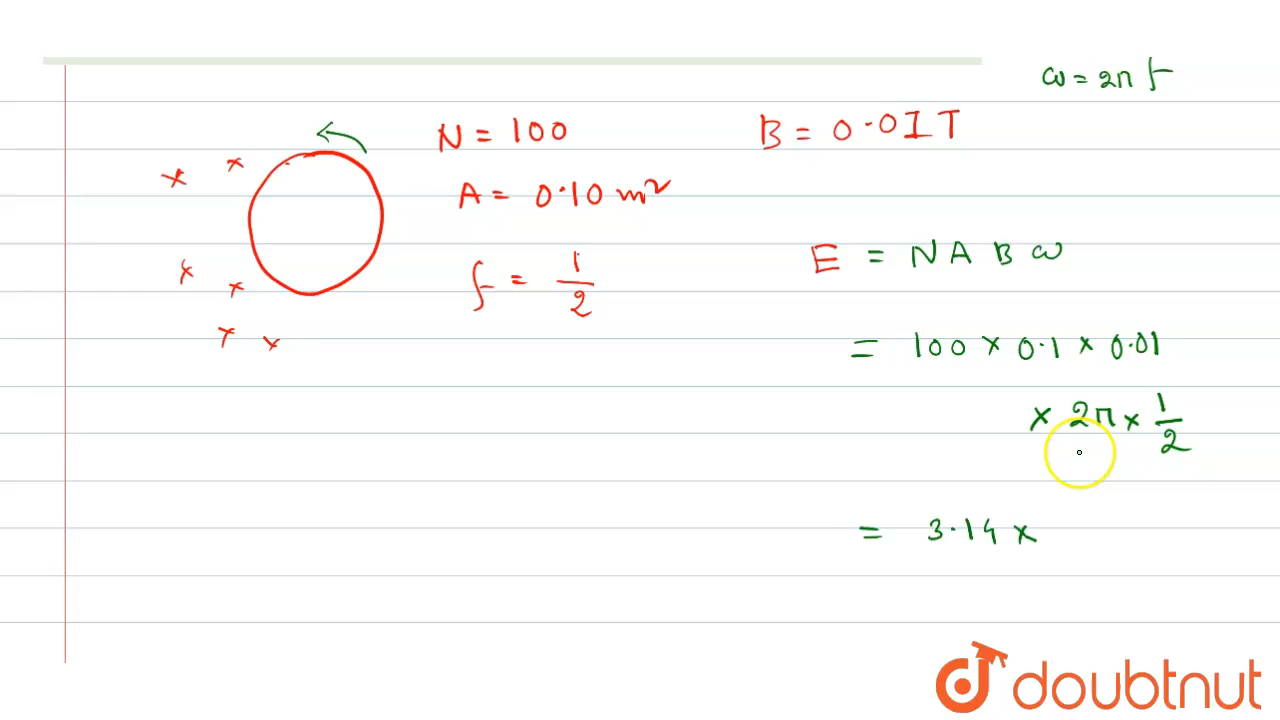 ω = 2π f
N = 100
B = 0.01 T
A = 0.10 m²
E = N A B ω
f = 1/2
= 100 × 0.1 × 0.01
× 2π × 1/2
= 3.14 ×
doubtnut